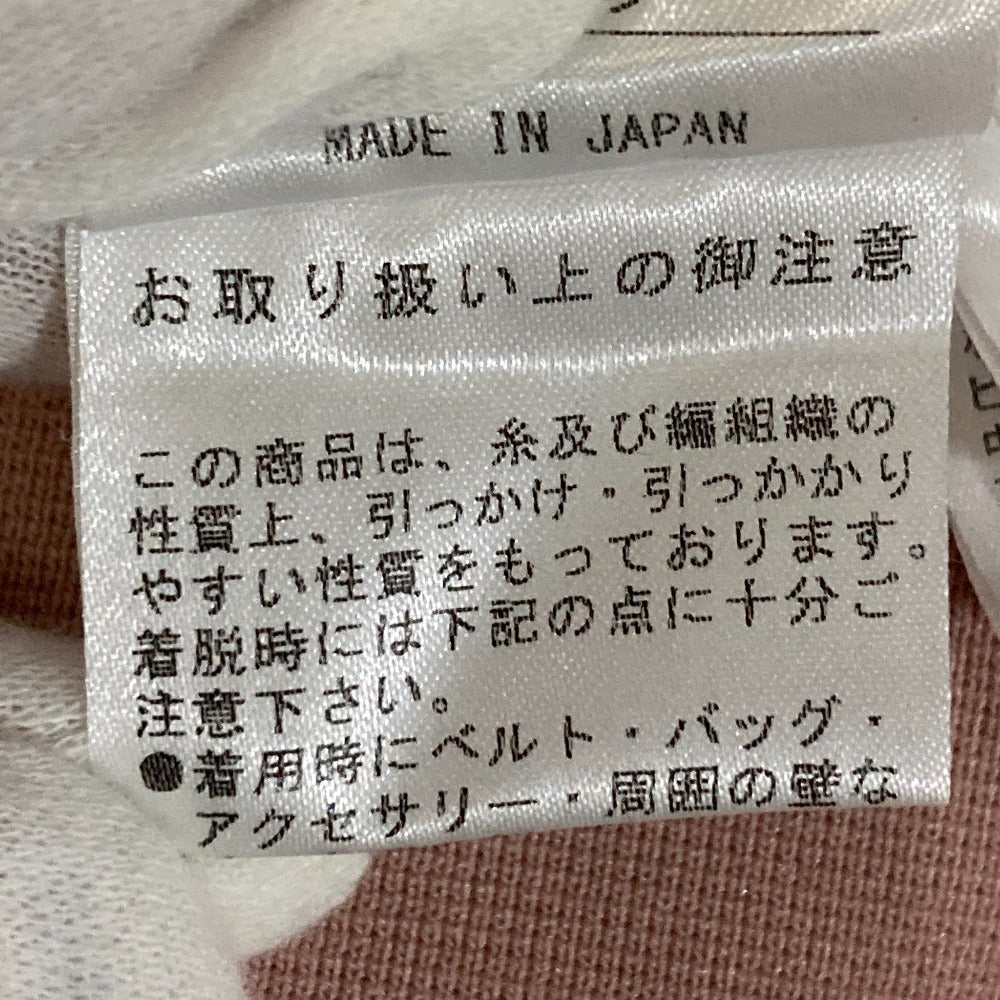 MADE IN JAPAN
お取り扱い上の御注意
この商品は、糸及び編組織の
性質上、引っかけ・引っかかり
やすい性質をもっております。
着脱時には下記の点に十分ご
注意下さい。
●着用時にベルト・バッグ・
アクセサリー・周囲の壁な